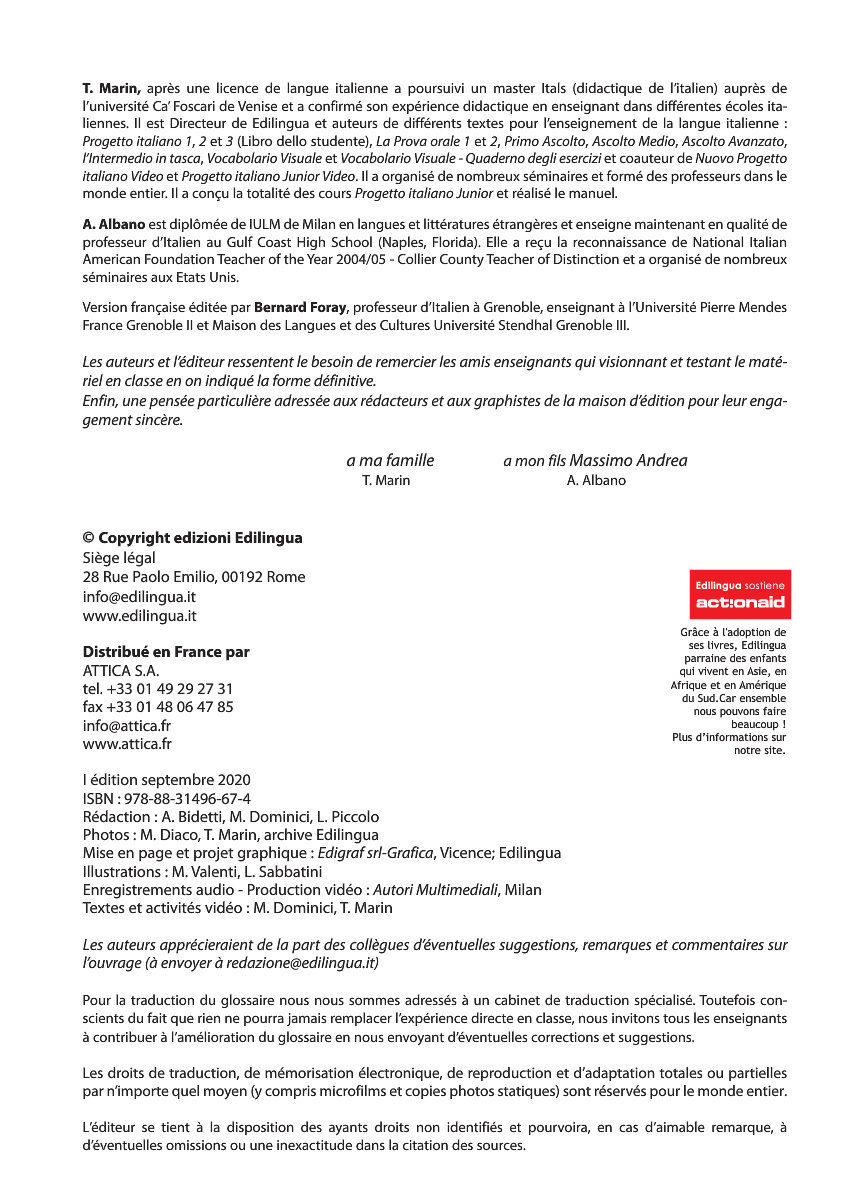 T. Marin, après une licence de langue italienne a poursuivi un master Itals (didactique de l'italien) auprès de
l'université Ca' Foscari de Venise et a confirmé son expérience didactique en enseignant dans différentes écoles ita-
liennes. Il est Directeur de Edilingua et auteurs de différents textes pour l'enseignement de la langue italienne :
Progetto italiano 1, 2 et 3 (Libro dello studente), La Prova orale 1 et 2, Primo Ascolto, Ascolto Medio, Ascolto Avanzato,
l'Intermedio in tasca, Vocabolario Visuale et Vocabolario Visuale - Quaderno degli esercizi et coauteur de Nuovo Progetto
italiano Video et Progetto italiano Junior Video. Il a organisé de nombreux séminaires et formé des professeurs dans le
monde entier. Il a conçu la totalité des cours Progetto italiano Junior et réalisé le manuel.
A. Albano est diplômée de IULM de Milan en langues et littératures étrangères et enseigne maintenant en qualité de
professeur d'Italien au Gulf Coast High School (Naples, Florida). Elle a reçu la reconnaissance de National Italian
American Foundation Teacher of the Year 2004/05 - Collier County Teacher of Distinction et a organisé de nombreux
séminaires aux Etats Unis.
Version française éditée par Bernard Foray, professeur d'Italien à Grenoble, enseignant à l'Université Pierre Mendes
France Grenoble II et Maison des Langues et des Cultures Université Stendhal Grenoble III.
Les auteurs et l'éditeur ressentent le besoin de remercier les amis enseignants qui visionnant et testant le maté-
riel en classe en on indiqué la forme définitive.
Enfin, une pensée particulière adressée aux rédacteurs et aux graphistes de la maison d'édition pour leur enga-
gement sincère.
a ma famille
T. Marin
a mon fils Massimo Andrea
A. Albano
© Copyright edizioni Edilingua
Siège légal
28 Rue Paolo Emilio, 00192 Rome
info@edilingua.it
www.edilingua.it
Distribué en France par
ATTICA S.A.
tel. +33 01 49 29 27 31
fax +33 01 48 06 47 85
info@attica.fr
www.attica.fr
Edilingua sostiene
act!onaid
Grâce à l'adoption de
ses livres, Edilingua
parraine des enfants
qui vivent en Asie, en
Afrique et en Amérique
du Sud.Car ensemble
nous pouvons faire
beaucoup !
Plus d'informations sur
notre site.
I édition septembre 2020
ISBN : 978-88-31496-67-4
Rédaction : A. Bidetti, M. Dominici, L. Piccolo
Photos : M. Diaco, T. Marin, archive Edilingua
Mise en page et projet graphique : Edigraf srl-Grafica, Vicence; Edilingua
Illustrations : M. Valenti, L. Sabbatini
Enregistrements audio - Production vidéo : Autori Multimediali, Milan
Textes et activités vidéo : M. Dominici, T. Marin
Les auteurs apprécieraient de la part des collègues d'éventuelles suggestions, remarques et commentaires sur
l'ouvrage (à envoyer à redazione@edilingua.it)
Pour la traduction du glossaire nous nous sommes adressés à un cabinet de traduction spécialisé. Toutefois con-
scients du fait que rien ne pourra jamais remplacer l'expérience directe en classe, nous invitons tous les enseignants
à contribuer à l'amélioration du glossaire en nous envoyant d'éventuelles corrections et suggestions.
Les droits de traduction, de mémorisation électronique, de reproduction et d'adaptation totales ou partielles
par n'importe quel moyen (y compris microfilms et copies photos statiques) sont réservés pour le monde entier.
L'éditeur se tient à la disposition des ayants droits non identifiés et pourvoira, en cas d'aimable remarque, à
d'éventuelles omissions ou une inexactitude dans la citation des sources.